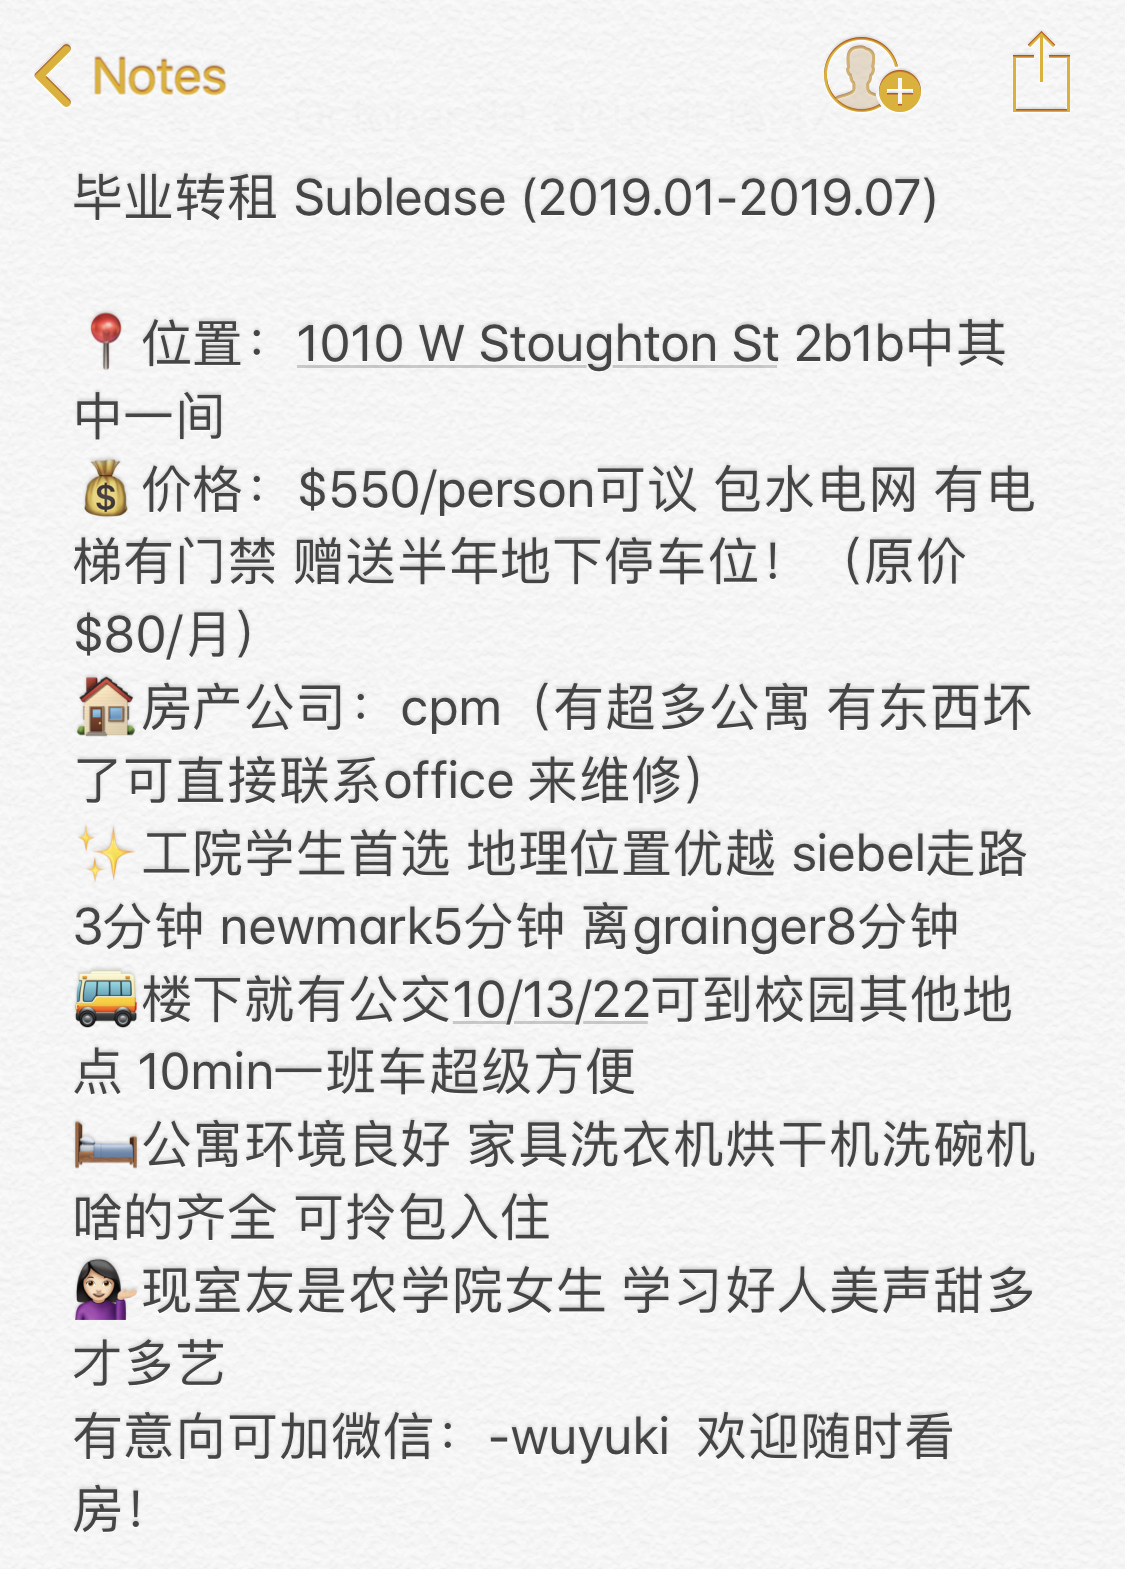 Notes
毕业转租 Sublease (2019.01-2019.07)
📍位置：1010 W Stoughton St 2b1b中其
中一间
💰价格：$550/person可议 包水电网 有电
梯有门禁 赠送半年地下停车位！（原价
$80/月）
🏡房产公司：cpm（有超多公寓 有东西坏
了可直接联系office 来维修）
✨工院学生首选 地理位置优越 siebel走路
3分钟 newmark5分钟 离grainger8分钟
🚌楼下就有公交10/13/22可到校园其他地
点 10min一班车超级方便
🛏公寓环境良好 家具洗衣机烘干机洗碗机
啥的齐全 可拎包入住
💁🏻现室友是农学院女生 学习好人美声甜多
才多艺
有意向可加微信：-wuyuki  欢迎随时看
房！